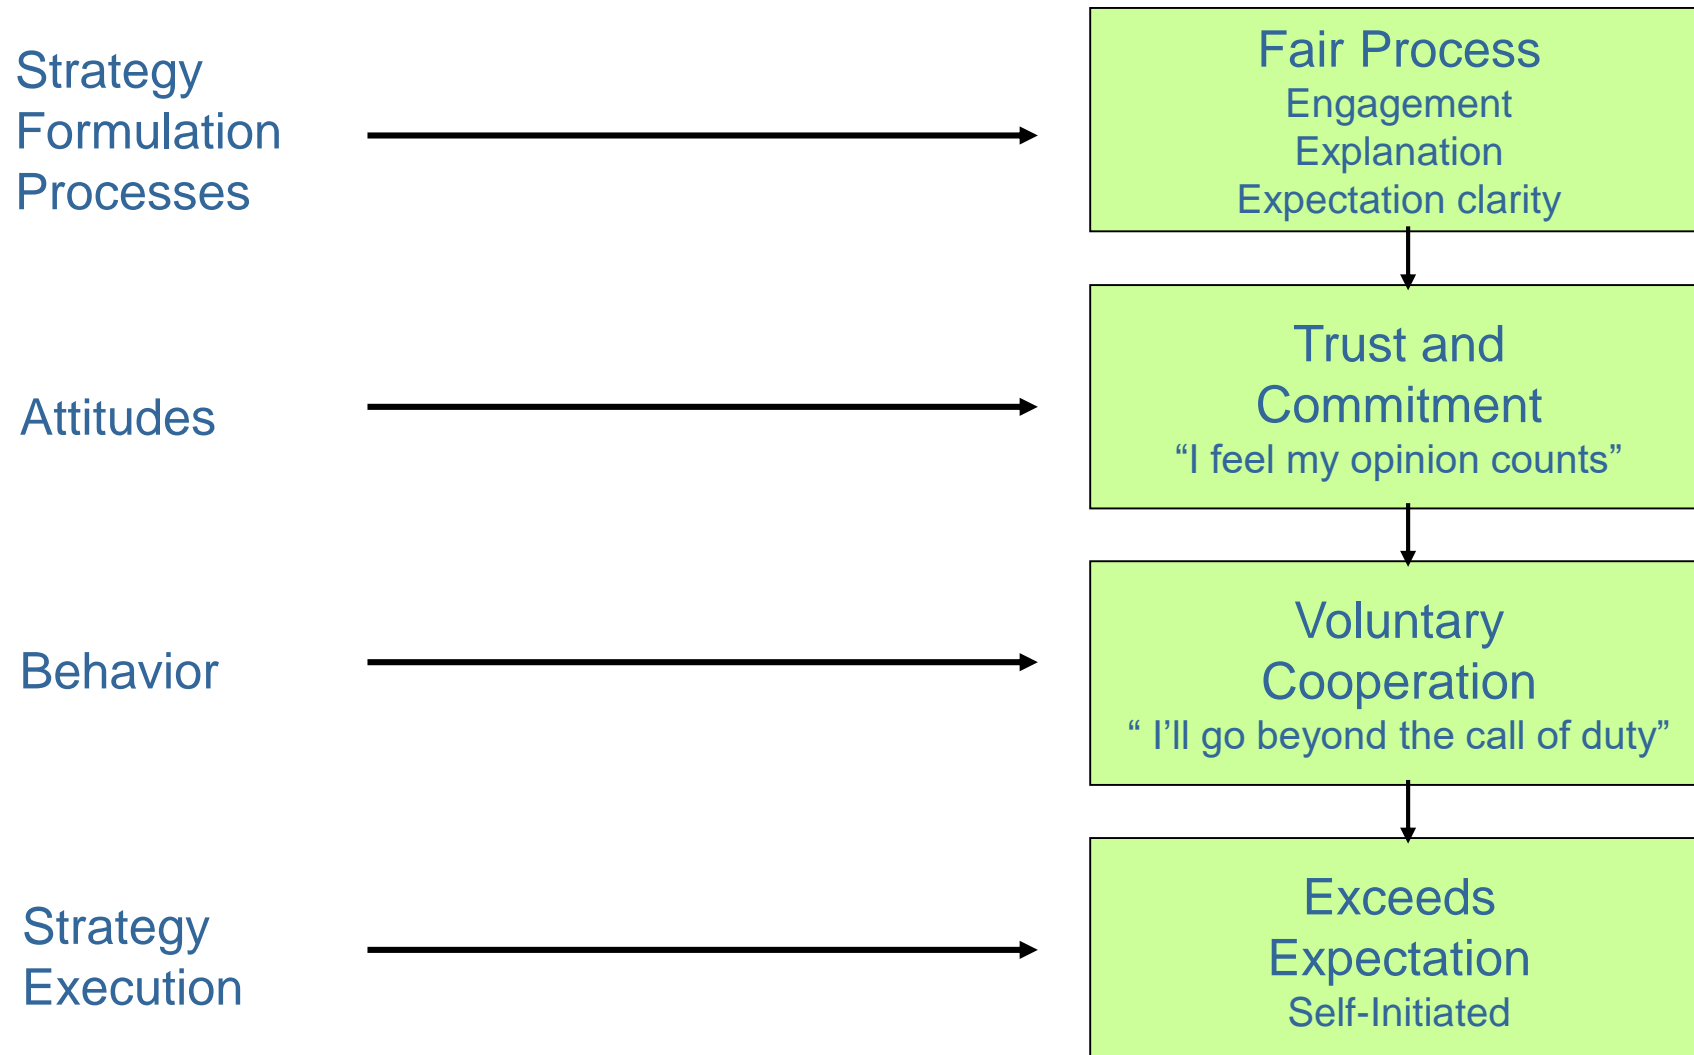 Strategy
Formulation
Processes
Fair Process
Engagement
Explanation
Expectation clarity
Attitudes
Trust and
Commitment
“I feel my opinion counts”
Behavior
Voluntary
Cooperation
“ I’ll go beyond the call of duty”
Strategy
Execution
Exceeds
Expectation
Self-Initiated